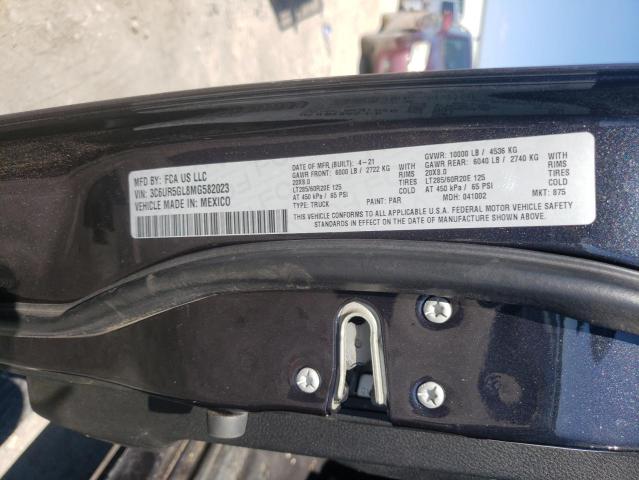 MFD BY: FCA US LLC
VIN: 3C6UR5GL8MG582023
VEHICLE MADE IN: MEXICO
DATE OF MFR (BUILT): 4-21
GAWR FRONT: 6000 LB / 2722 KG
20X8.0 RIMS
LT285/60R20E 125 TIRES
AT 450 kPa / 65 PSI COLD
TYPE: TRUCK PAINT: PAR
GVWR: 10000 LB / 4536 KG
GAWR REAR: 6040 LB / 2740 KG
20X8.0 RIMS
LT285/60R20E 125 TIRES
AT 450 kPa / 65 PSI COLD
MDH: 041002 MKT: 875
THIS VEHICLE CONFORMS TO ALL APPLICABLE U.S.A. FEDERAL MOTOR VEHICLE SAFETY
STANDARDS IN EFFECT ON THE DATE OF MANUFACTURE SHOWN ABOVE.